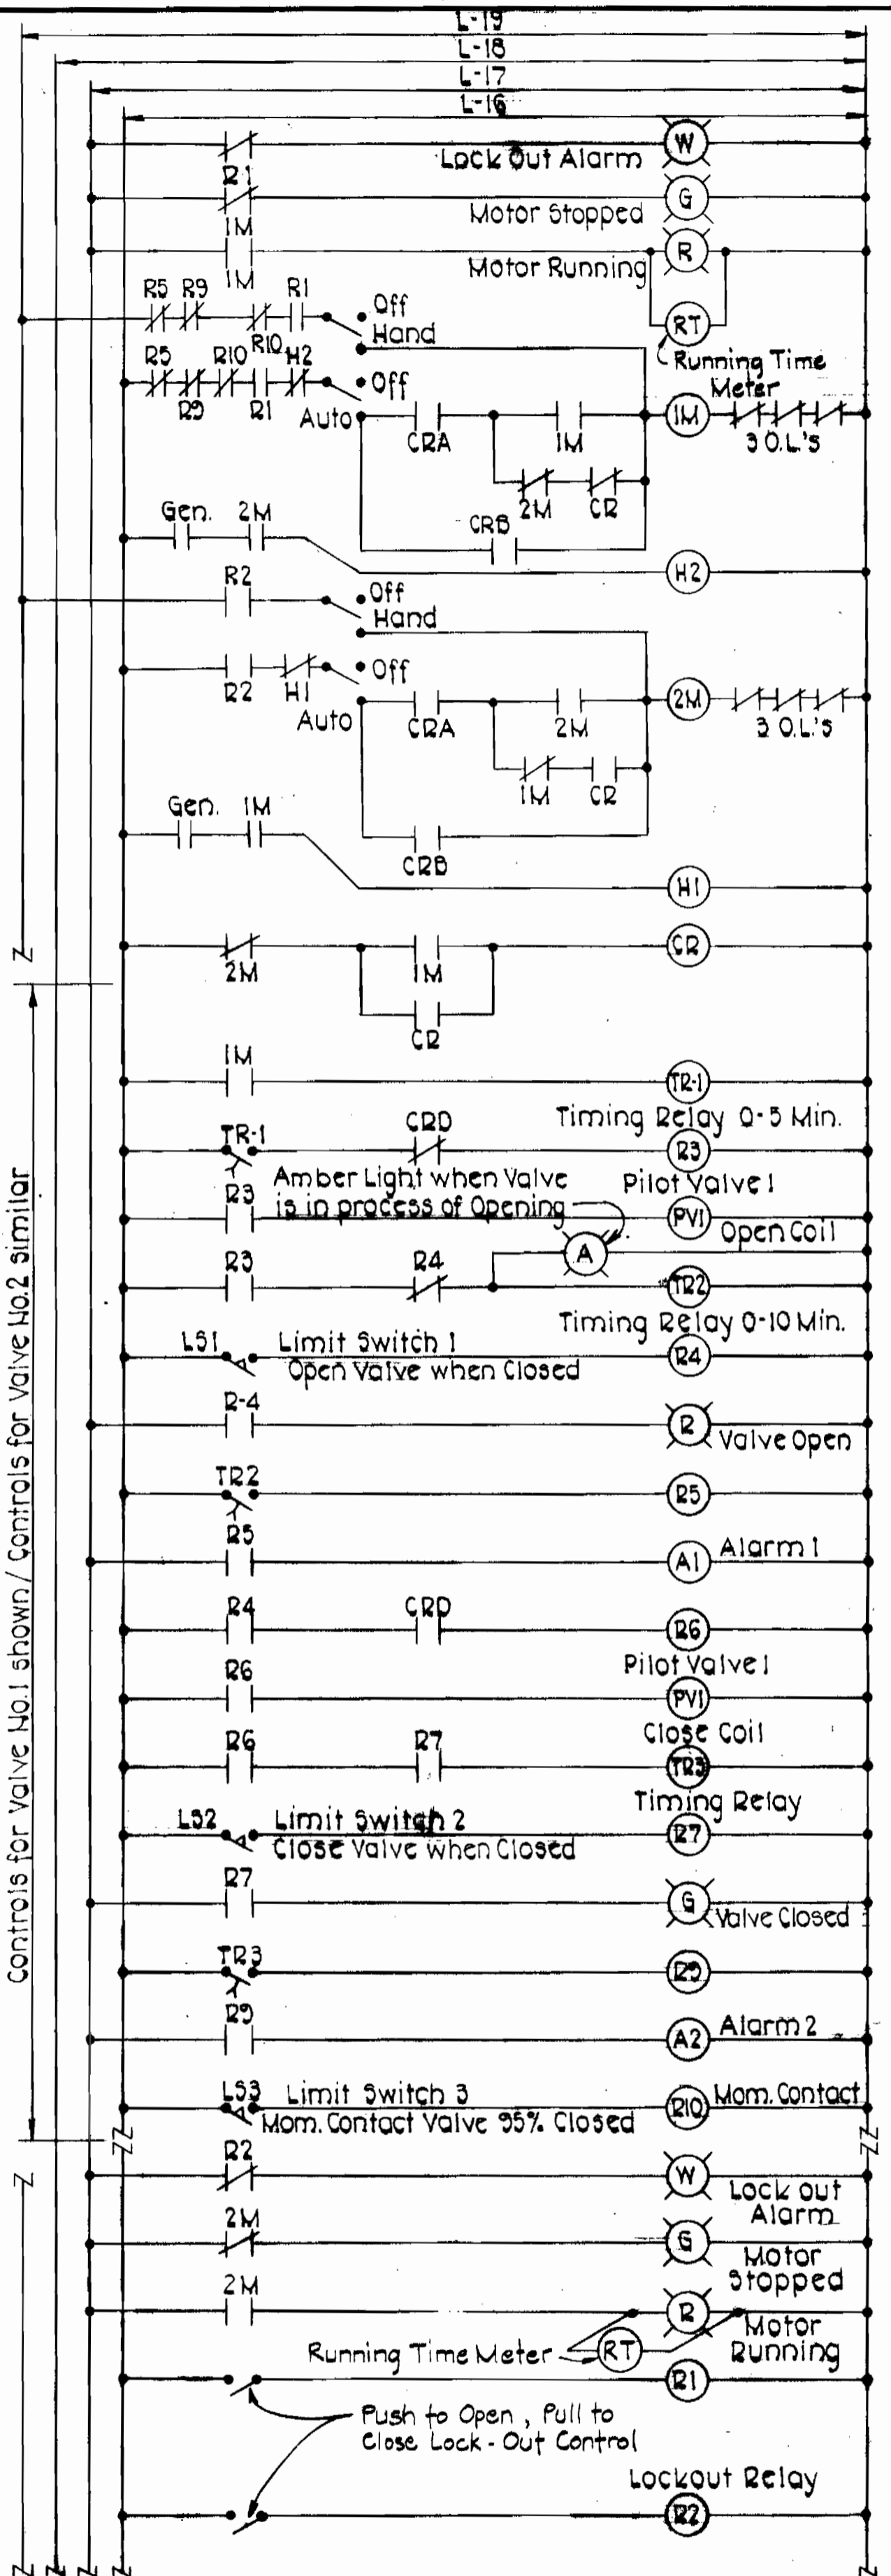 L-19
L-18
L-17
L-16
W
Lock Out Alarm
R1
G
Motor Stopped
1M
R
Motor Running
1M
R5 R9 R10 R1
Off
Hand
RT
Running Time
Meter
R5 R9 R10 R1 H2
Off
Auto
CRA
1M
1M
3 O.L.'s
2M CR
CRB
Gen. 2M
H2
R2
Off
Hand
R2 H1
Off
Auto
CRA
2M
2M
3 O.L.'s
1M CR
CRB
Gen. 1M
H1
2M
1M
CR
CR
1M
TR-1
Timing Relay 0-5 Min.
TR-1
CRD
R3
Amber Light when Valve
is in process of Opening
Pilot Valve 1
R3
PV1
Open Coil
A
R3
R4
TR2
Timing Relay 0-10 Min.
LS1
Limit Switch 1
Open Valve when Closed
R4
R-4
R
Valve Open
TR2
R5
R5
A1
Alarm 1
R4
CRD
R6
R6
Pilot Valve 1
PV1
Close Coil
R6
R7
TR3
Timing Relay
LS2
Limit Switch 2
Close Valve when Closed
R7
R7
G
Valve Closed
TR3
R9
R9
A2
Alarm 2
LS3
Limit Switch 3
Mom. Contact Valve 95% Closed
R10
Mom. Contact
Controls for Valve No.1 shown / Controls for Valve No.2 similar
R2
W
Lock out
Alarm
2M
G
Motor
Stopped
2M
R
Motor
Running
Running Time Meter
RT
R1
Push to Open , Pull to
Close Lock-Out Control
Lockout Relay
R2